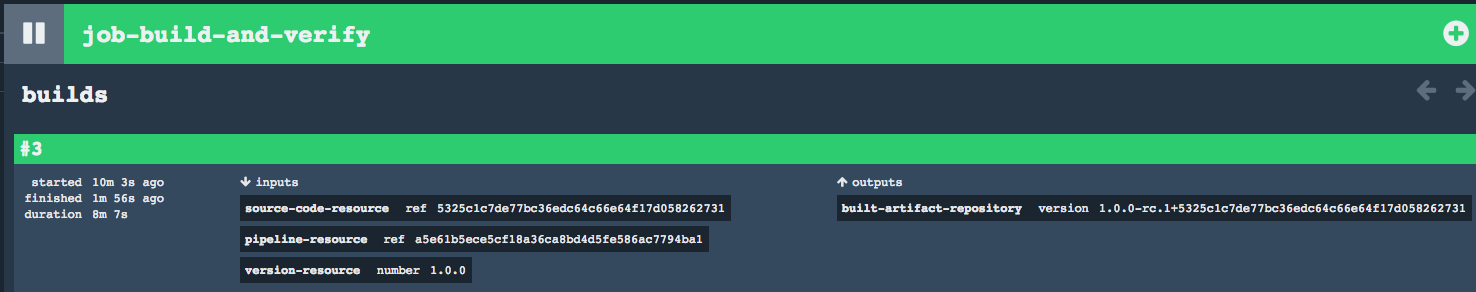 job-build-and-verify
builds
#3
started 10m 3s ago
finished 1m 56s ago
duration 8m 7s
inputs
source-code-resource ref 5325c1c7de77bc36edc64c66e64f17d058262731
pipeline-resource ref a5e61b5ece5cf18a36ca8bd4d5fe586ac7794ba1
version-resource number 1.0.0
outputs
built-artifact-repository version 1.0.0-rc.1+5325c1c7de77bc36edc64c66e64f17d058262731